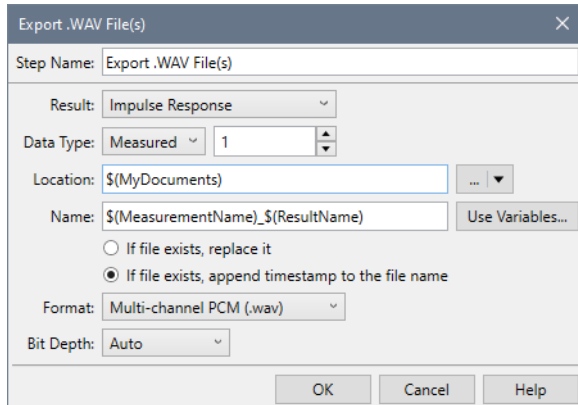 Export .WAV File(s)
Step Name: Export .WAV File(s)
Result: Impulse Response
Data Type: Measured 1
Location: $(MyDocuments) ...
Name: $(MeasurementName)_$(ResultName) Use Variables...
If file exists, replace it
If file exists, append timestamp to the file name
Format: Multi-channel PCM (.wav)
Bit Depth: Auto
OK Cancel Help